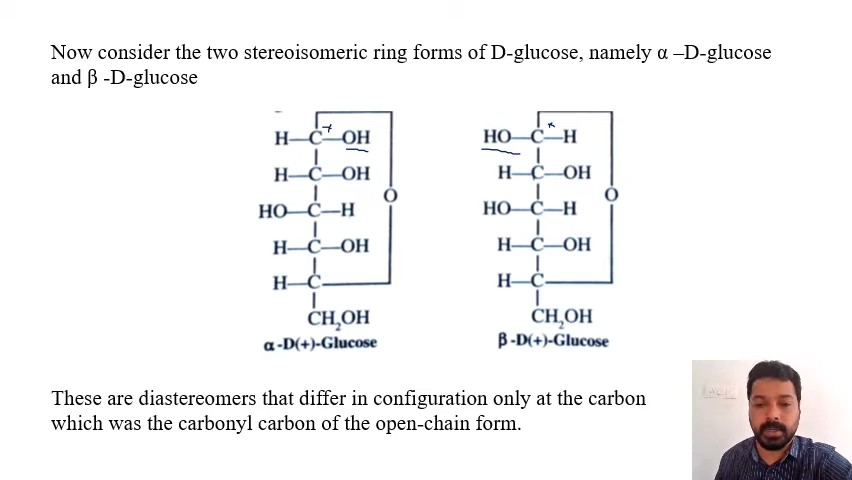 Now consider the two stereoisomeric ring forms of D-glucose, namely α –D-glucose
and β -D-glucose
H—C—OH
H—C—OH
HO—C—H
O
H—C—OH
H—C
CH₂OH
α-D(+)-Glucose
HO—C—H
H—C—OH
HO—C—H
O
H—C—OH
H—C
CH₂OH
β-D(+)-Glucose
These are diastereomers that differ in configuration only at the carbon
which was the carbonyl carbon of the open-chain form.